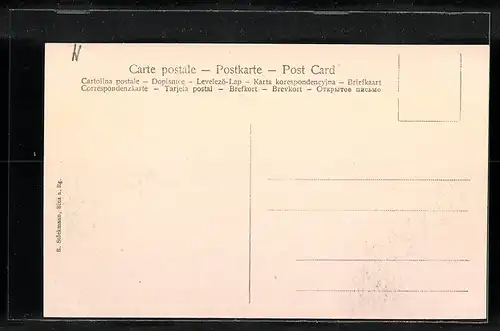 N
Carte postale — Postkarte — Post Card
Cartolina postale – Dopisnice – Levelező-Lap – Karta korespondencyjna – Briefkaart
Correspondenzkarte – Tarjeta postal – Brefkort – Brevkort – Открытое письмо